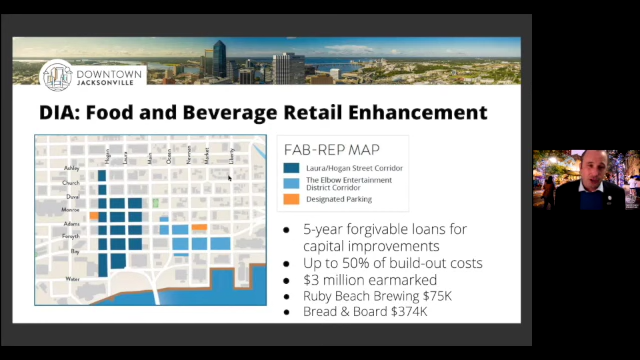 DOWNTOWN
JACKSONVILLE
DIA: Food and Beverage Retail Enhancement
Hogan
Laura
Main
Ocean
Newnan
Market
Liberty
Ashley
Church
Duval
Monroe
Adams
Forsyth
Bay
Water
FAB-REP MAP
Laura/Hogan Street Corridor
The Elbow Entertainment
District Corridor
Designated Parking
• 5-year forgivable loans for
capital improvements
• Up to 50% of build-out costs
• $3 million earmarked
• Ruby Beach Brewing $75K
• Bread & Board $374K